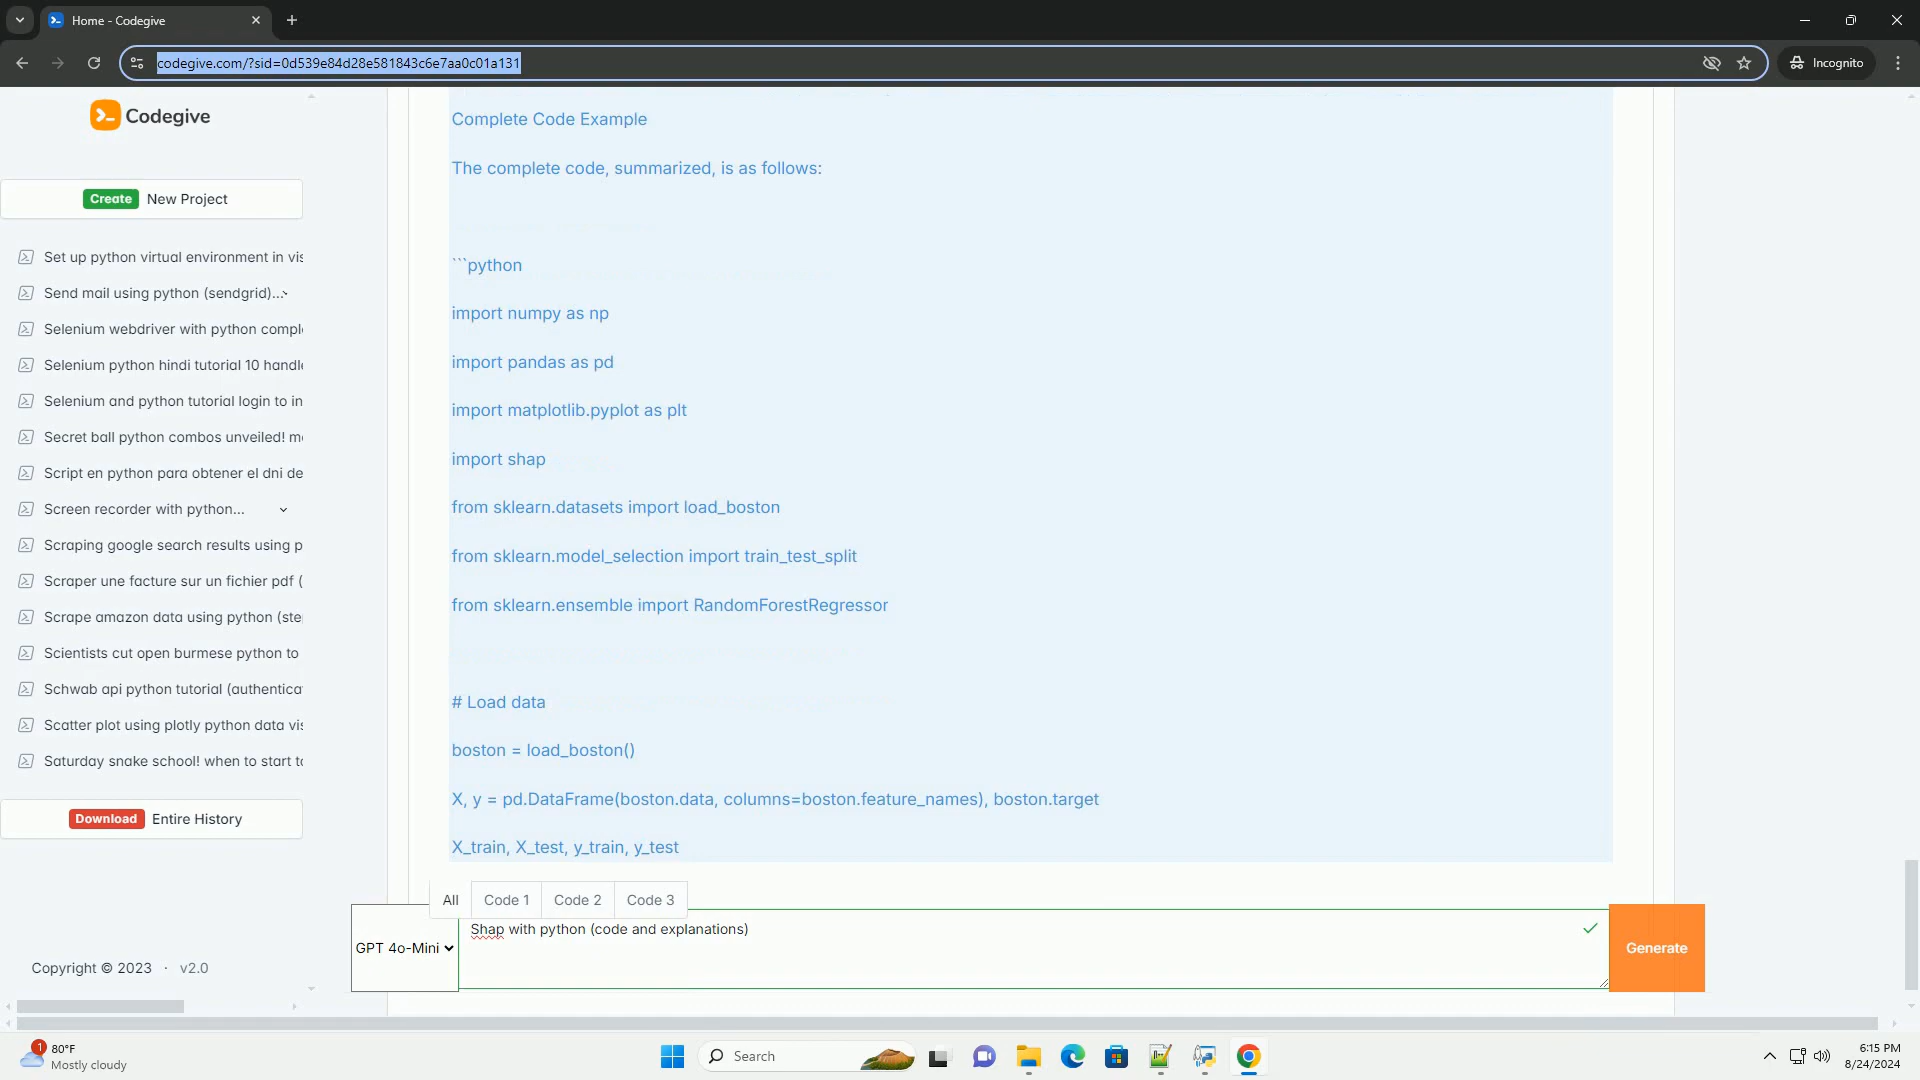 Home - Codegive
codegive.com/?sid=0d539e84d28e581843c6e7aa0c01a131
Incognito
Codegive
Create New Project
Set up python virtual environment in vis
Send mail using python (sendgrid)...
Selenium webdriver with python comple
Selenium python hindi tutorial 10 handle
Selenium and python tutorial login to in
Secret ball python combos unveiled! mo
Script en python para obtener el dni de
Screen recorder with python...
Scraping google search results using p
Scraper une facture sur un fichier pdf (
Scrape amazon data using python (ste
Scientists cut open burmese python to
Schwab api python tutorial (authentica
Scatter plot using plotly python data vis
Saturday snake school! when to start to
Download Entire History
Copyright © 2023 · v2.0
Complete Code Example
The complete code, summarized, is as follows:
```python
import numpy as np
import pandas as pd
import matplotlib.pyplot as plt
import shap
from sklearn.datasets import load_boston
from sklearn.model_selection import train_test_split
from sklearn.ensemble import RandomForestRegressor
# Load data
boston = load_boston()
X, y = pd.DataFrame(boston.data, columns=boston.feature_names), boston.target
X_train, X_test, y_train, y_test
All Code 1 Code 2 Code 3
GPT 4o-Mini
Shap with python (code and explanations)
Generate
1
80°F
Mostly cloudy
Search
6:15 PM
8/24/2024